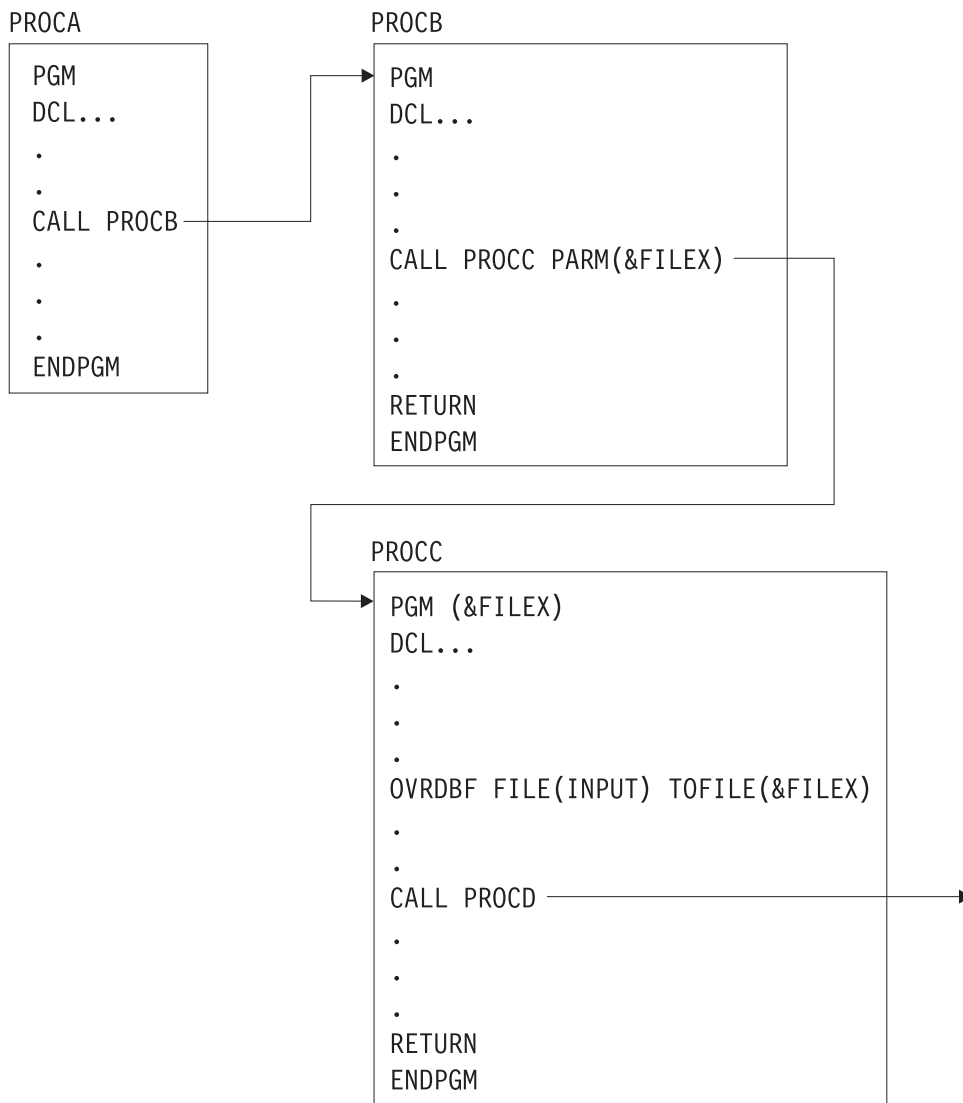 PROCA
PGM
DCL...
.
.
CALL PROCB
.
.
.
ENDPGM
PROCB
PGM
DCL...
.
.
.
CALL PROCC PARM(&FILEX)
.
.
.
RETURN
ENDPGM
PROCC
PGM (&FILEX)
DCL...
.
.
.
OVRDBF FILE(INPUT) TOFILE(&FILEX)
.
.
CALL PROCD
.
.
.
RETURN
ENDPGM